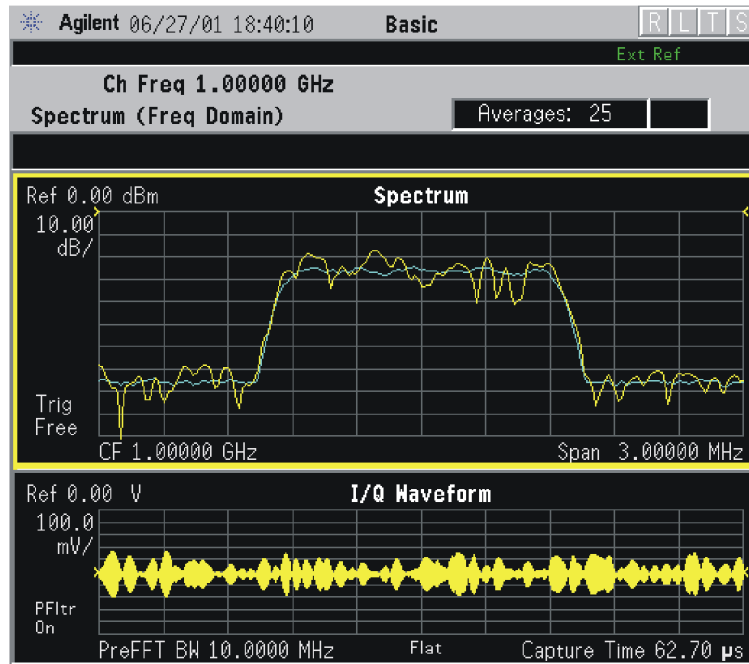 Agilent 06/27/01 18:40:10 Basic R L T S
Ext Ref
Ch Freq 1.00000 GHz
Spectrum (Freq Domain) Averages: 25
Ref 0.00 dBm Spectrum
10.00
dB/
Trig
Free
CF 1.00000 GHz Span 3.00000 MHz
Ref 0.00 V I/Q Waveform
100.0
mV/
PFltr
On
PreFFT BW 10.0000 MHz Flat Capture Time 62.70 µs